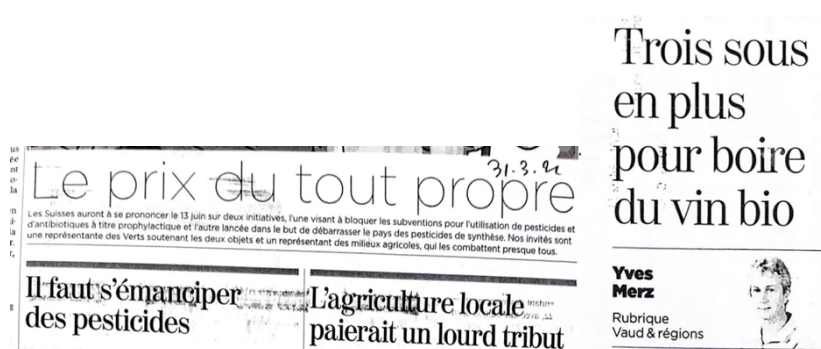 Le prix du tout propre
31.3.21
Les Suisses auront à se prononcer le 13 juin sur deux initiatives, l'une visant à bloquer les subventions pour l'utilisation de pesticides et
d'antibiotiques à titre prophylactique et l'autre lancée dans le but de débarrasser le pays des pesticides de synthèse. Nos invités sont
une représentante des Verts soutenant les deux objets et un représentant des milieux agricoles, qui les combattent presque tous.
Il faut s'émanciper
des pesticides
L'agriculture locale
paierait un lourd tribut
Trois sous
en plus
pour boire
du vin bio
Yves
Merz
Rubrique
Vaud & régions